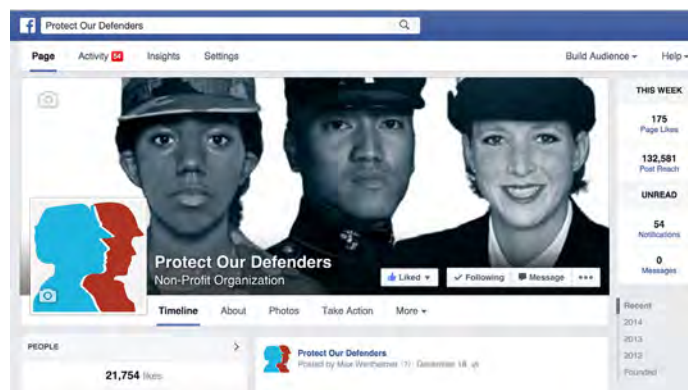 Protect Our Defenders
Page Activity 54 Insights Settings Build Audience Help
THIS WEEK
175
Page Likes
132,581
Post Reach
UNREAD
54
Notifications
0
Messages
Protect Our Defenders
Non-Profit Organization
Liked Following Message
Timeline About Photos Take Action More
Recent
2014
2013
2012
Founded
PEOPLE
21,754 likes
Protect Our Defenders
Posted by Max Wertheimer (?) · December 18